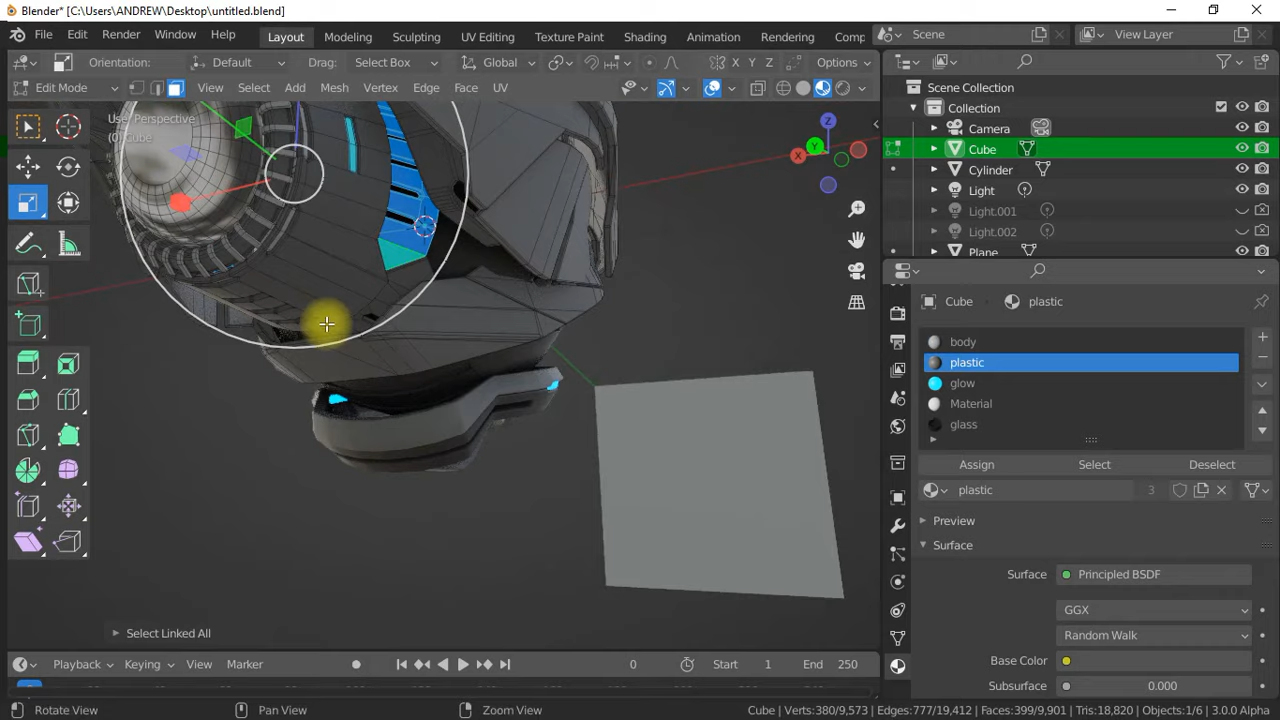 Blender* [C:\Users\ANDREW\Desktop\untitled.blend]
File Edit Render Window Help Layout Modeling Sculpting UV Editing Texture Paint Shading Animation Rendering Comp Scene View Layer
Orientation: Default Drag: Select Box Global X Y Z Options
Edit Mode View Select Add Mesh Vertex Edge Face UV
Scene Collection
Collection
Camera
Cube
Cylinder
Light
Light.001
Light.002
Plane
User Perspective
(0) Cube
Z
Y
X
Cube plastic
body
plastic
glow
Material
glass
Assign Select Deselect
plastic 3
Preview
Surface
Surface Principled BSDF
GGX
Random Walk
Base Color
Subsurface 0.000
Select Linked All
Playback Keying View Marker 0 Start 1 End 250
Rotate View Pan View Zoom View Cube | Verts:380/9,573 | Edges:777/19,412 | Faces:399/9,901 | Tris:18,820 | Objects:1/6 | 3.0.0 Alpha